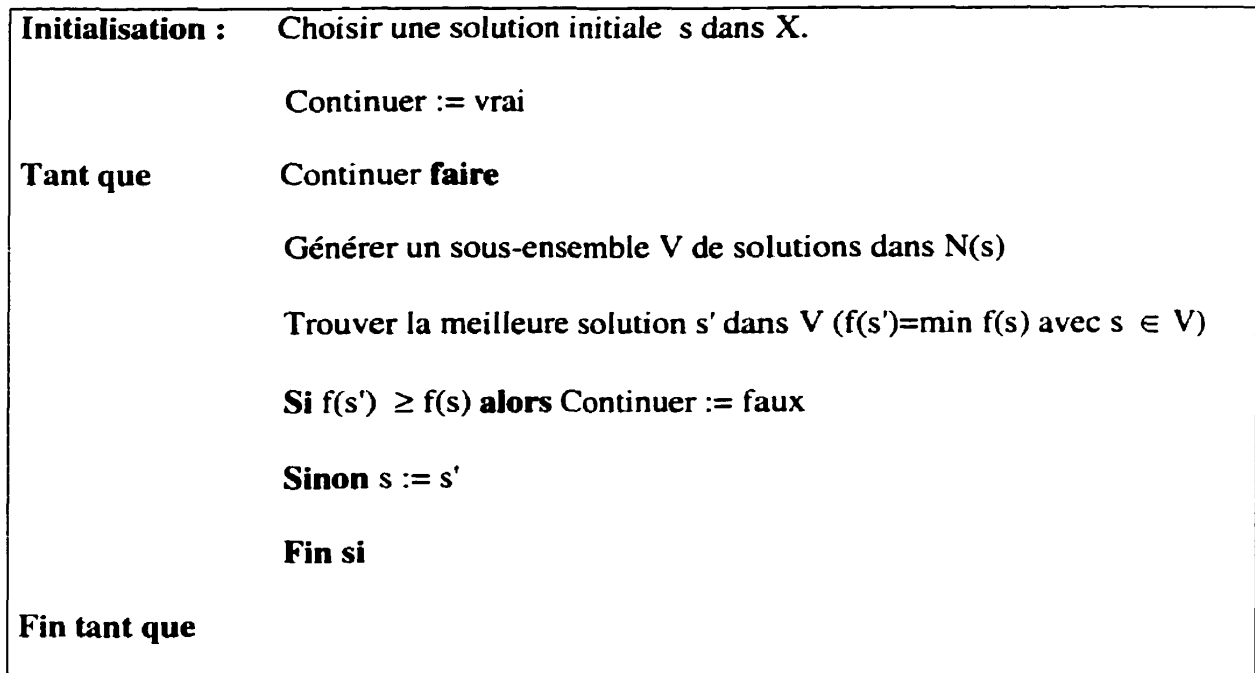 Initialisation : Choisir une solution initiale s dans X.
Continuer := vrai
Tant que Continuer faire
Générer un sous-ensemble V de solutions dans N(s)
Trouver la meilleure solution s' dans V (f(s')=min f(s) avec s ∈ V)
Si f(s') ≥ f(s) alors Continuer := faux
Sinon s := s'
Fin si
Fin tant que